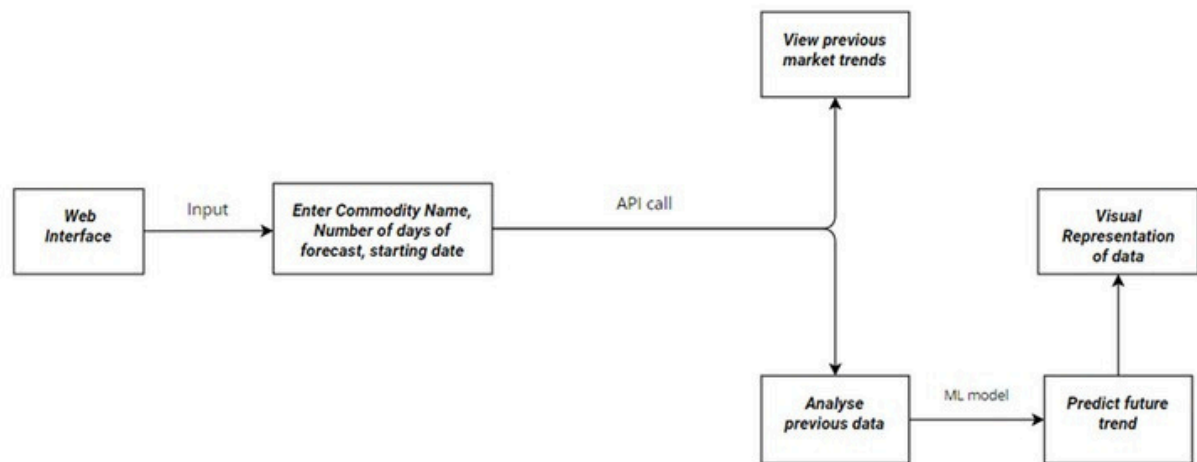 View previous
market trends
Web
Interface
Input
Enter Commodity Name,
Number of days of
forecast, starting date
API call
Visual
Representation
of data
Analyse
previous data
ML model
Predict future
trend